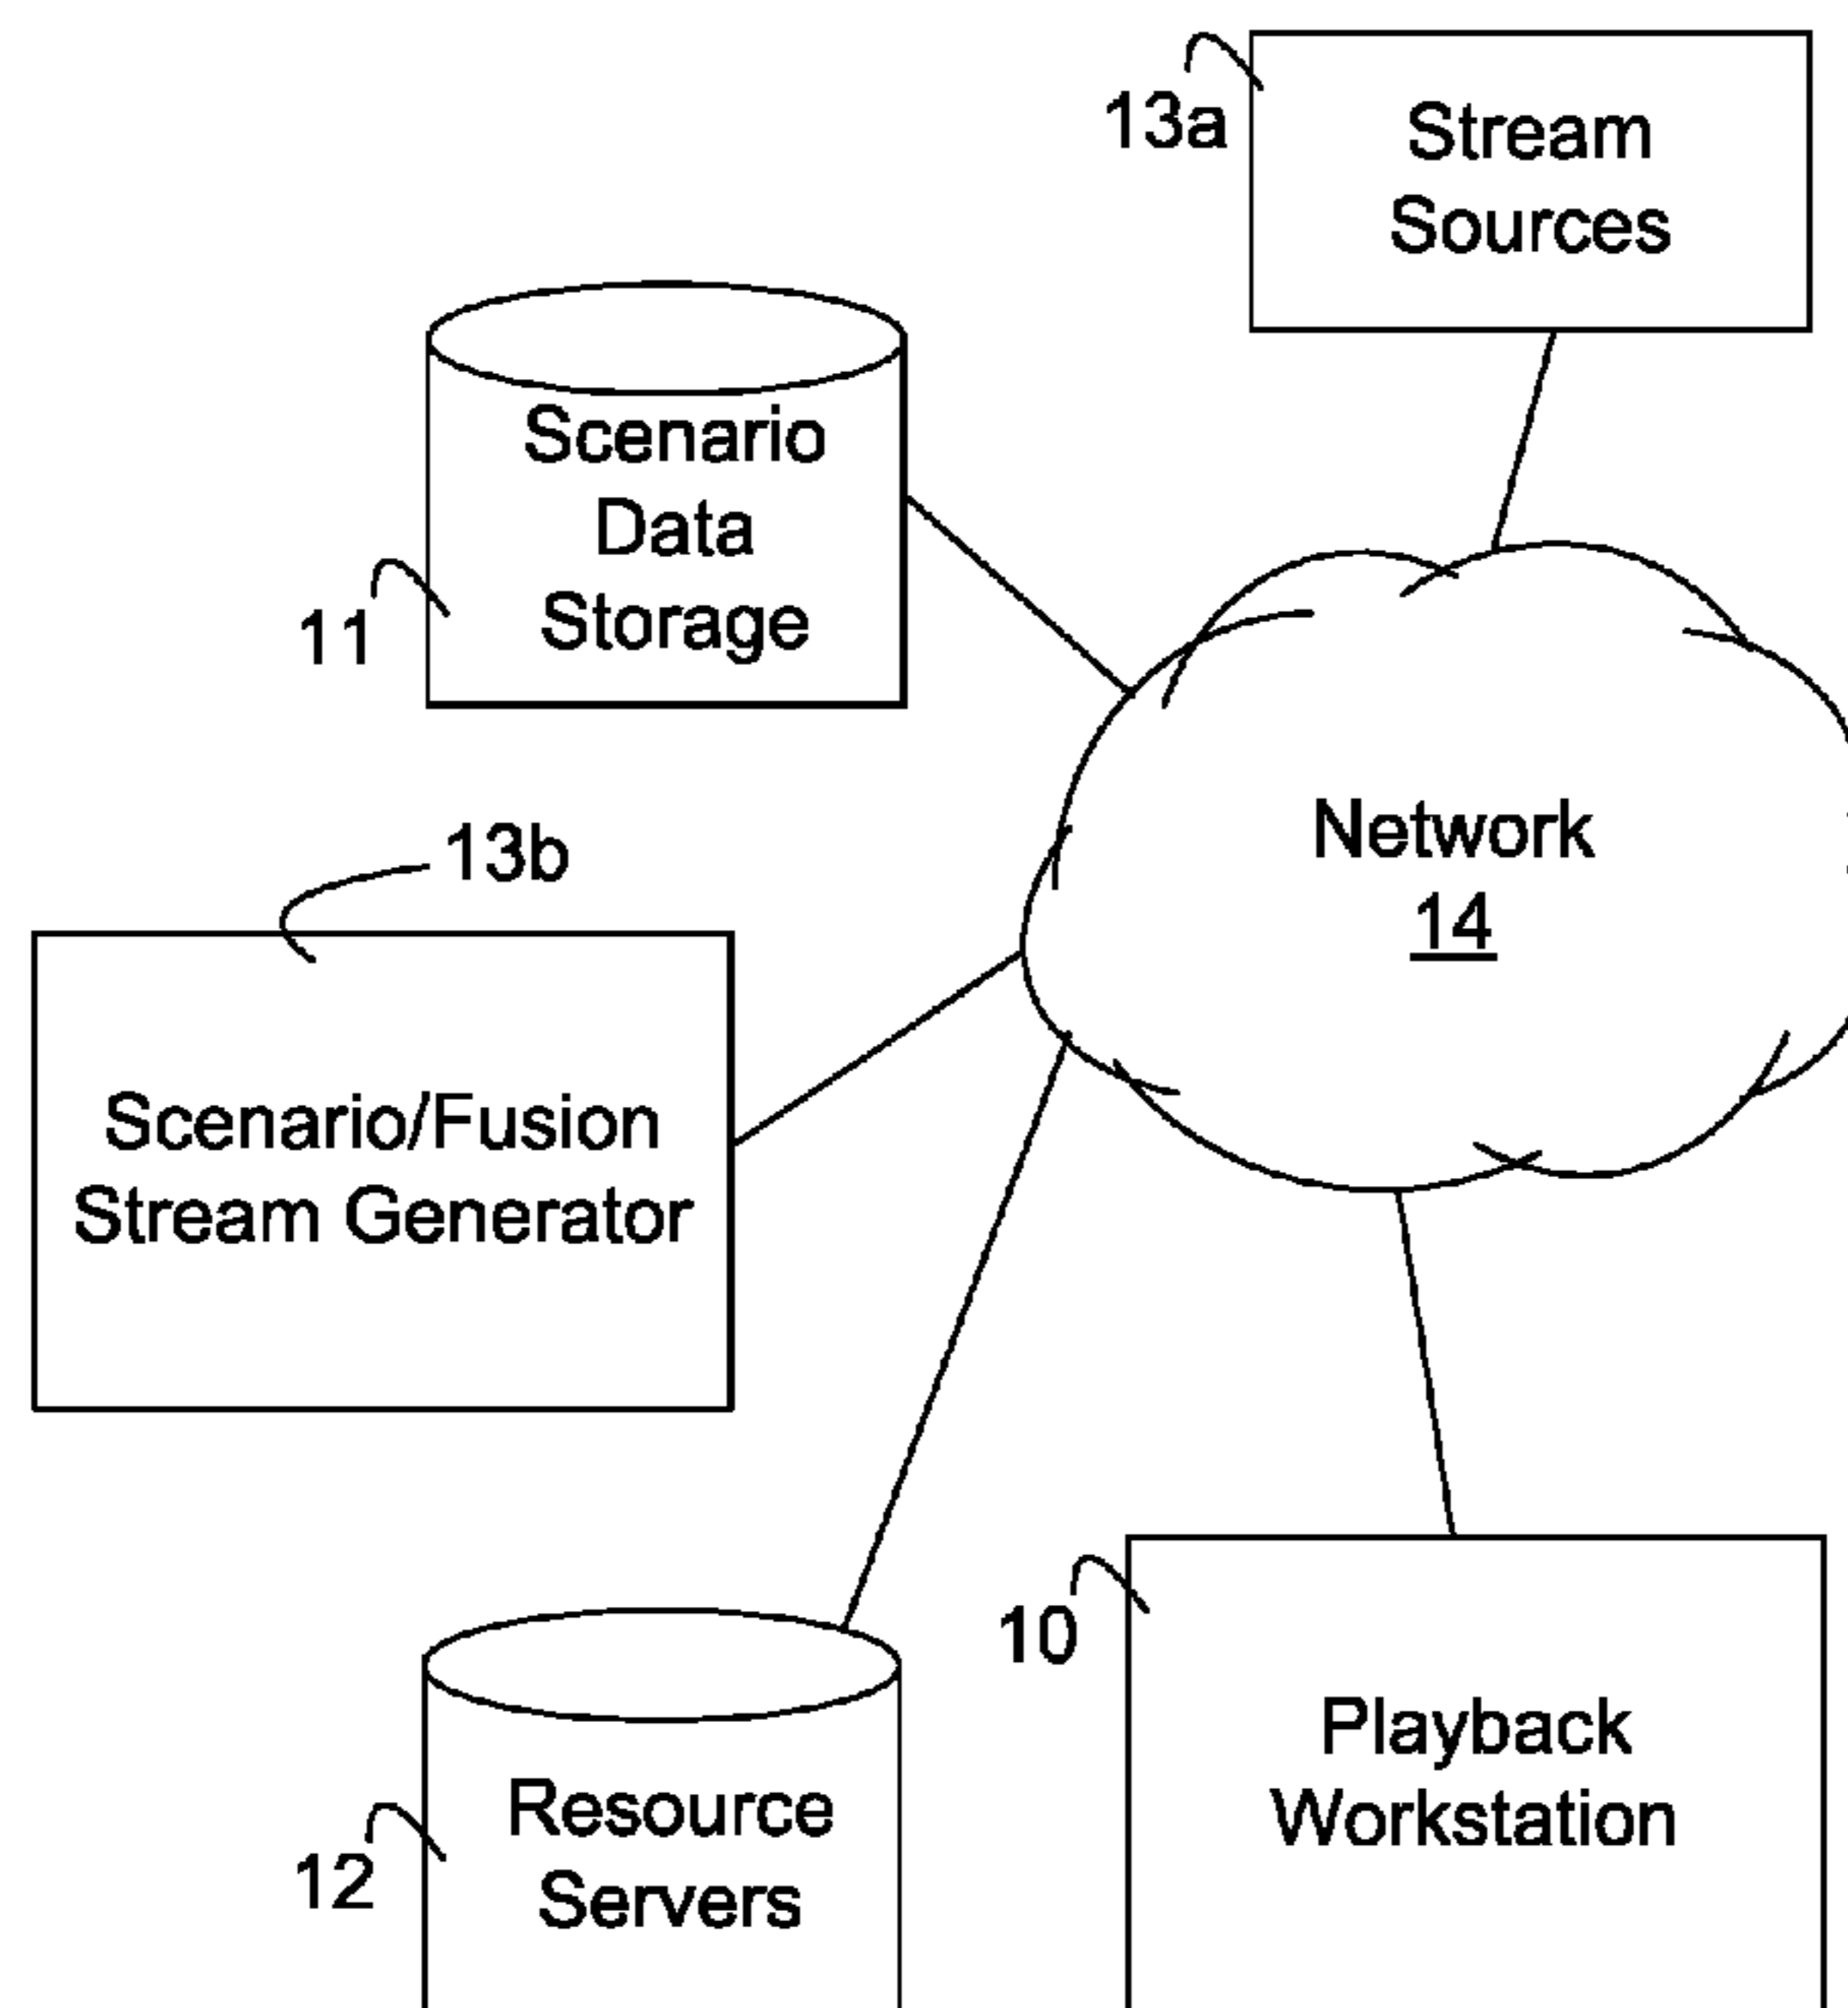 13a
Stream
Sources
Scenario
Data
Storage
11
Network
14
13b
Scenario/Fusion
Stream Generator
10
Playback
Workstation
Resource
Servers
12